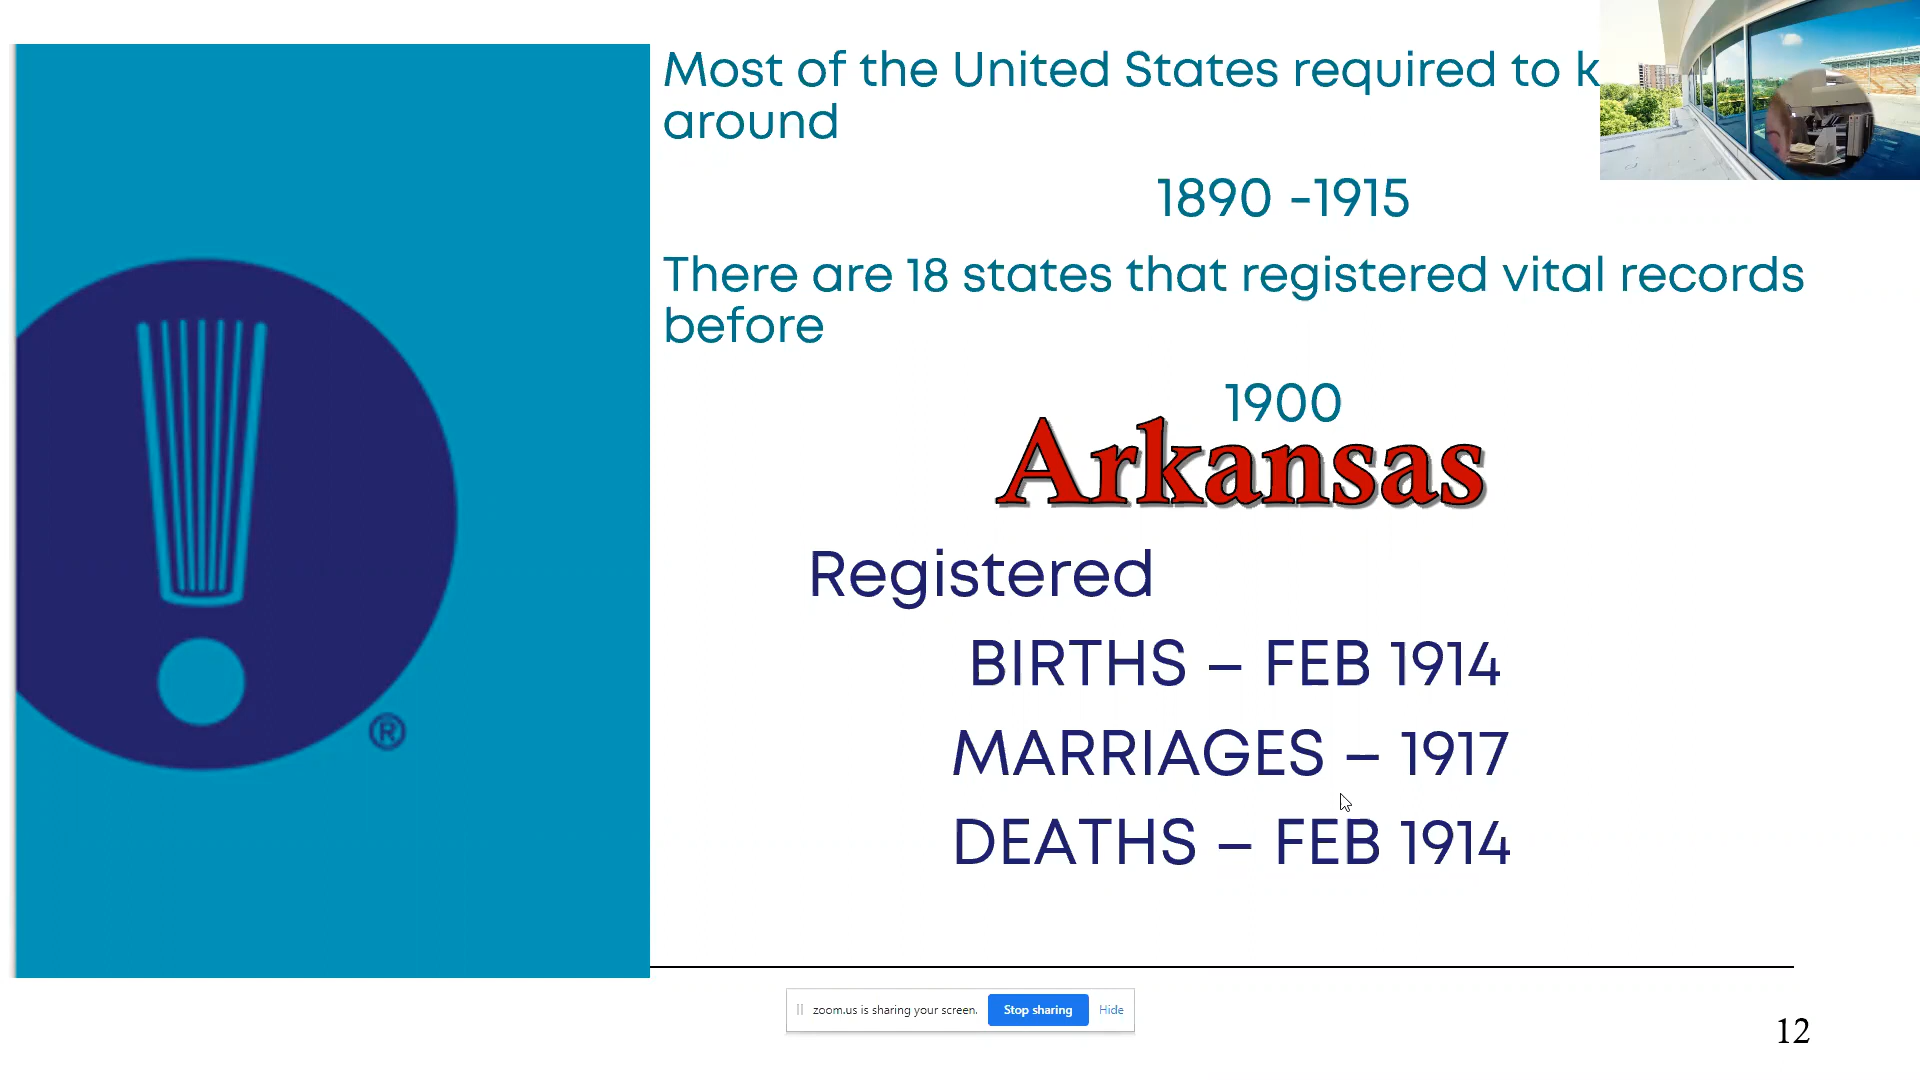 Most of the United States required to k
around
1890 -1915
There are 18 states that registered vital records
before
1900
Arkansas
Registered
BIRTHS – FEB 1914
MARRIAGES – 1917
DEATHS – FEB 1914
®
zoom.us is sharing your screen. Stop sharing Hide
12